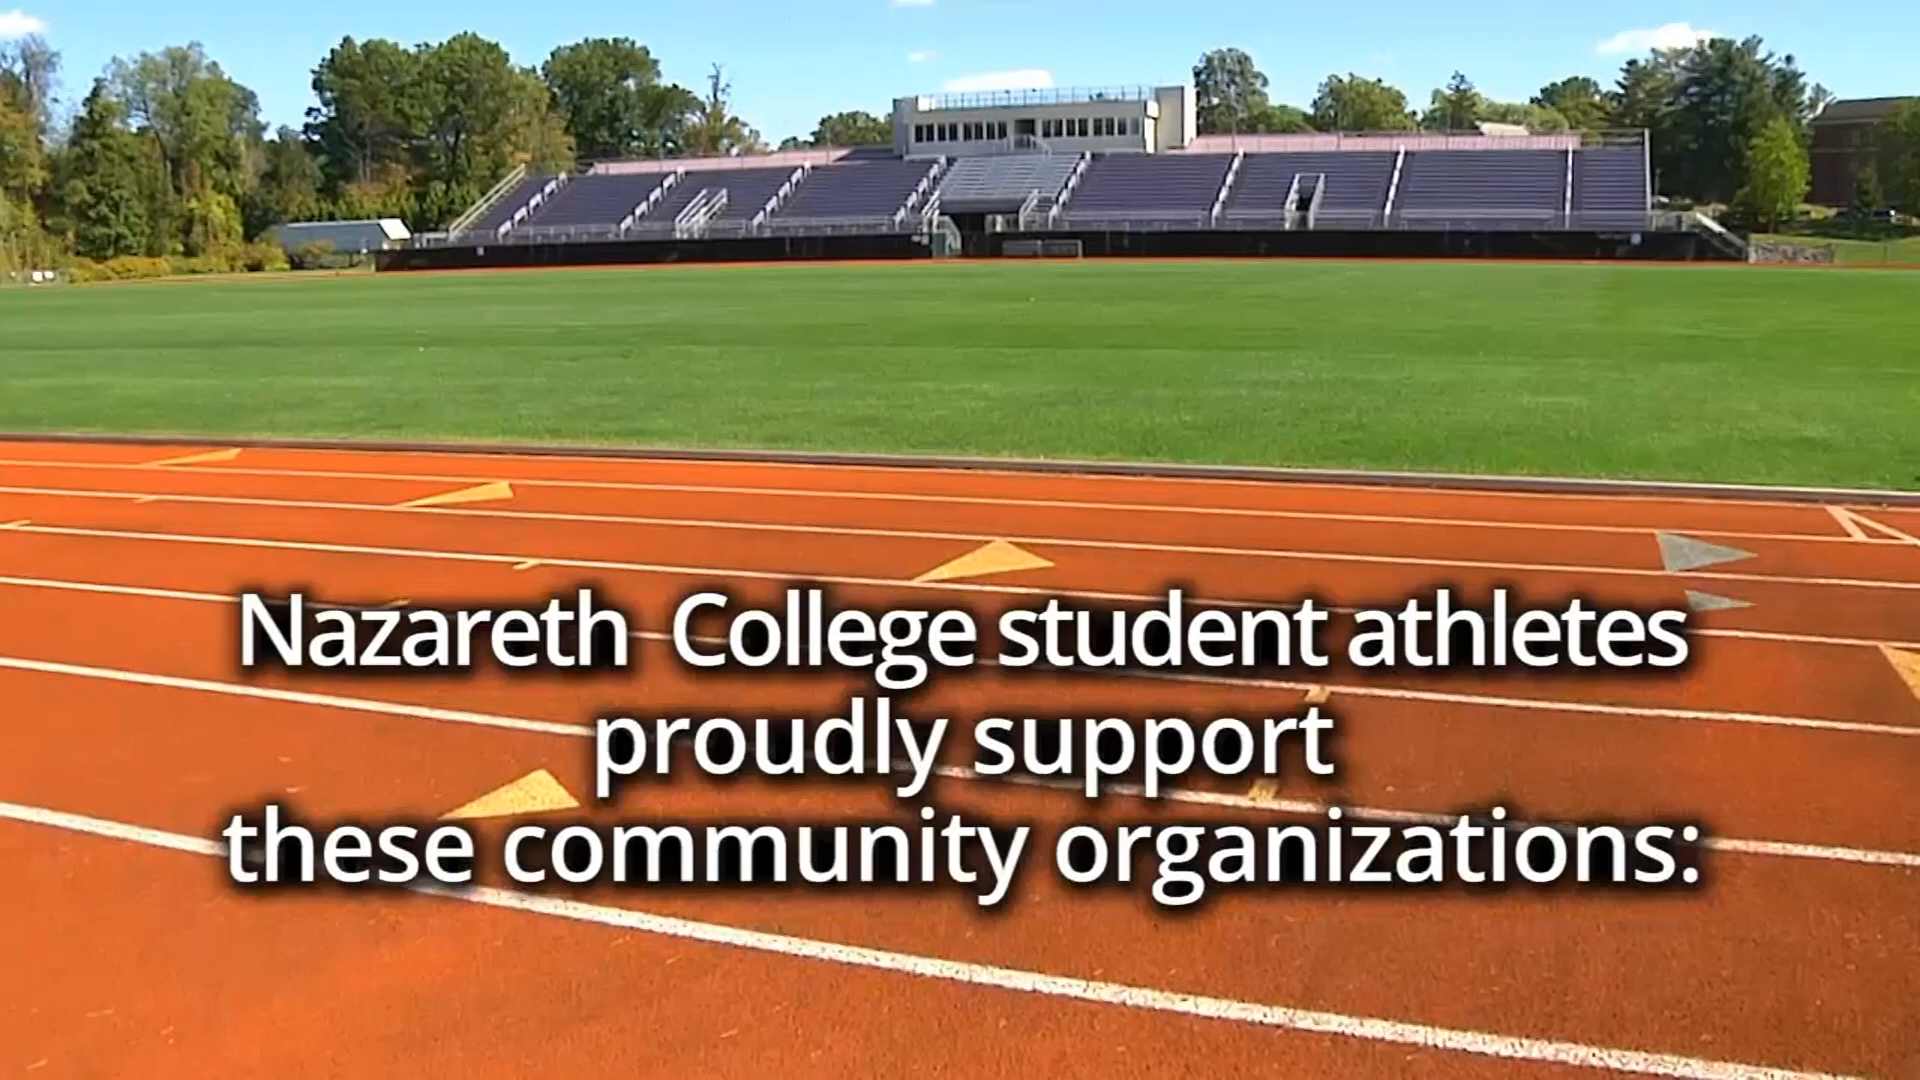 Nazareth College student athletes
proudly support
these community organizations: